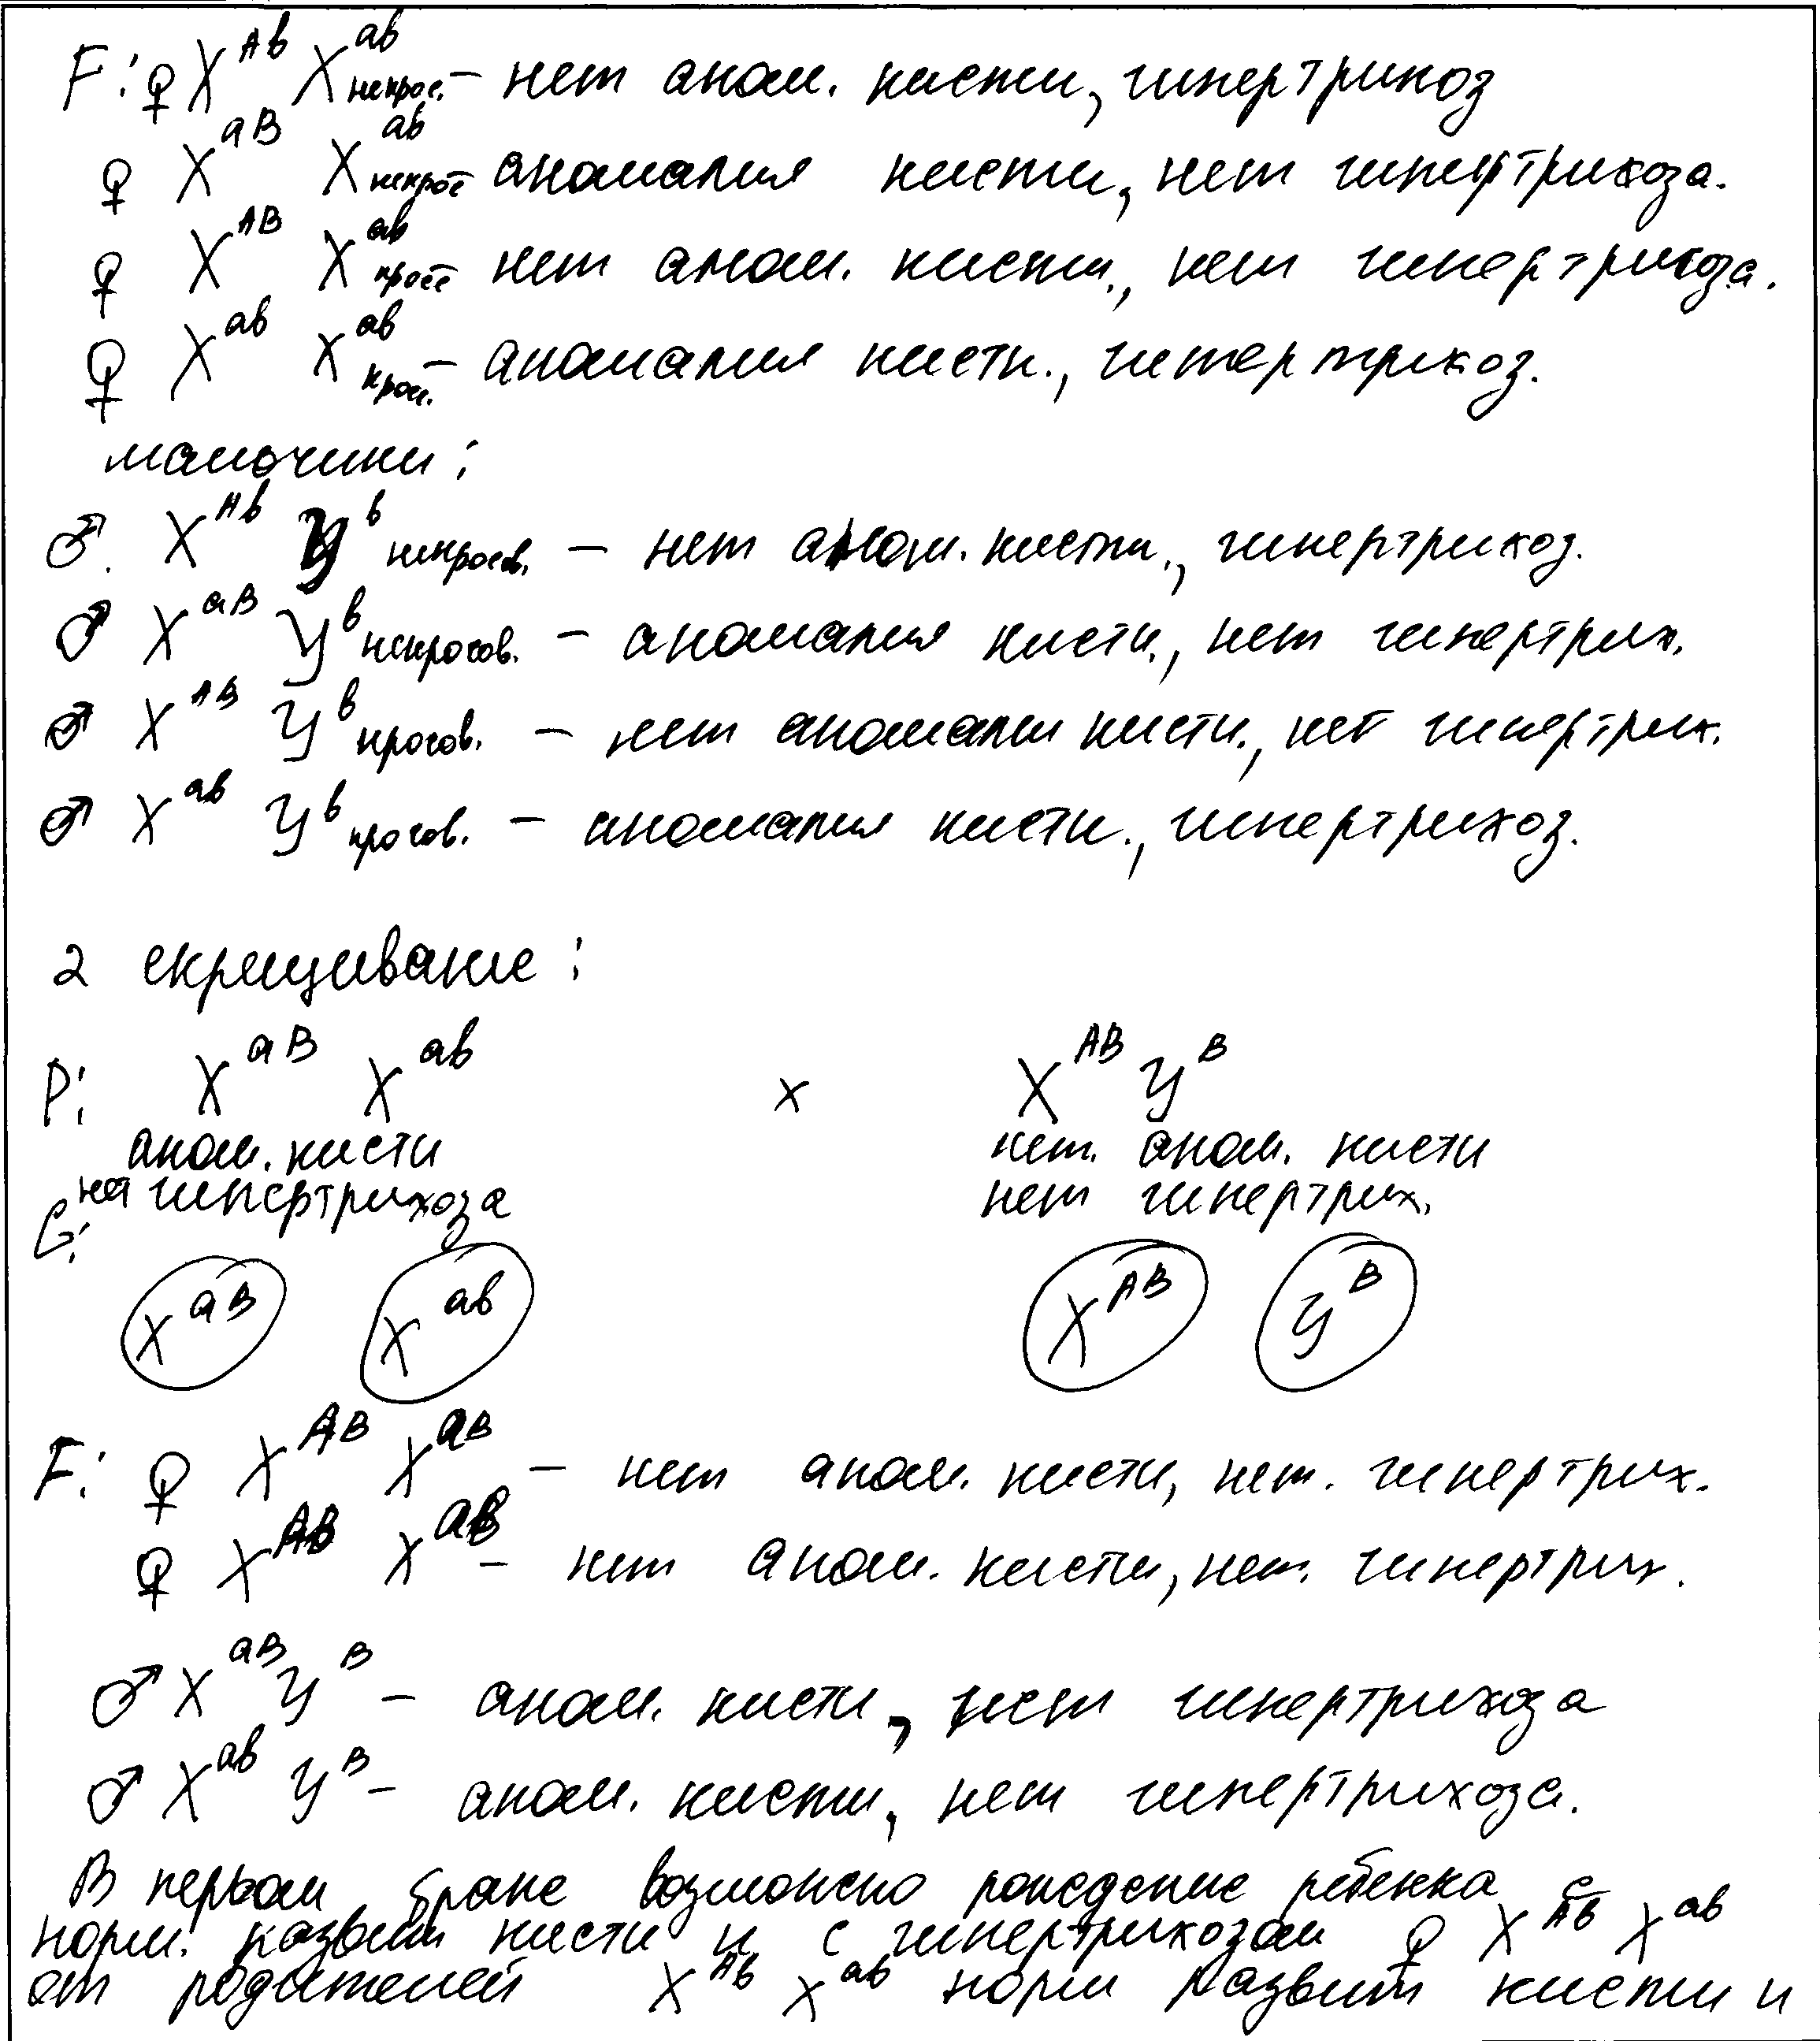 F: ♀ X^Ab X^ab некрос. – нет аном. кисти, гипертрихоз
♀ X^aB X^ab некрос аномалия кисти, нет гипертрихоза.
♀ X^AB X^ab кросс нет аном. кисти., нет гипертрихоза.
♀ X^ab X^ab крос. – аномалия кисти., гипертрихоз.
мальчики:
♂. X^Ab У^b некросов. – нет аном. кисти., гипертрихоз.
♂ X^aB У^b некросов. – аномалия кисти., нет гипертрих.
♂ X^AB У^b кросов. – нет аномалии кисти., нет гипертрих.
♂ X^ab У^b кросов. – аномалия кисти., гипертрихоз.
2 скрещивание:
P: X^aB X^ab x X^AB У^B
аном. кисти нет. аном. кисти
нет гипертрихоза нет гипертрих.
G:
X^aB X^ab X^AB У^B
F: ♀ X^AB X^aB – нет аном. кисти, нет. гипертрих.
♀ X^AB X^ab – нет аном. кисти, нет. гипертрих.
♂ X^aB У^B – аном. кисти, нет гипертрихоза
♂ X^ab У^B – аном. кисти, нет гипертрихоза.
В первом браке возможно рождение ребенка с
норм. развит кисти и с гипертрихозом ♀ X^Ab X^ab
от родителей X^Ab X^ab норм развит кисти и